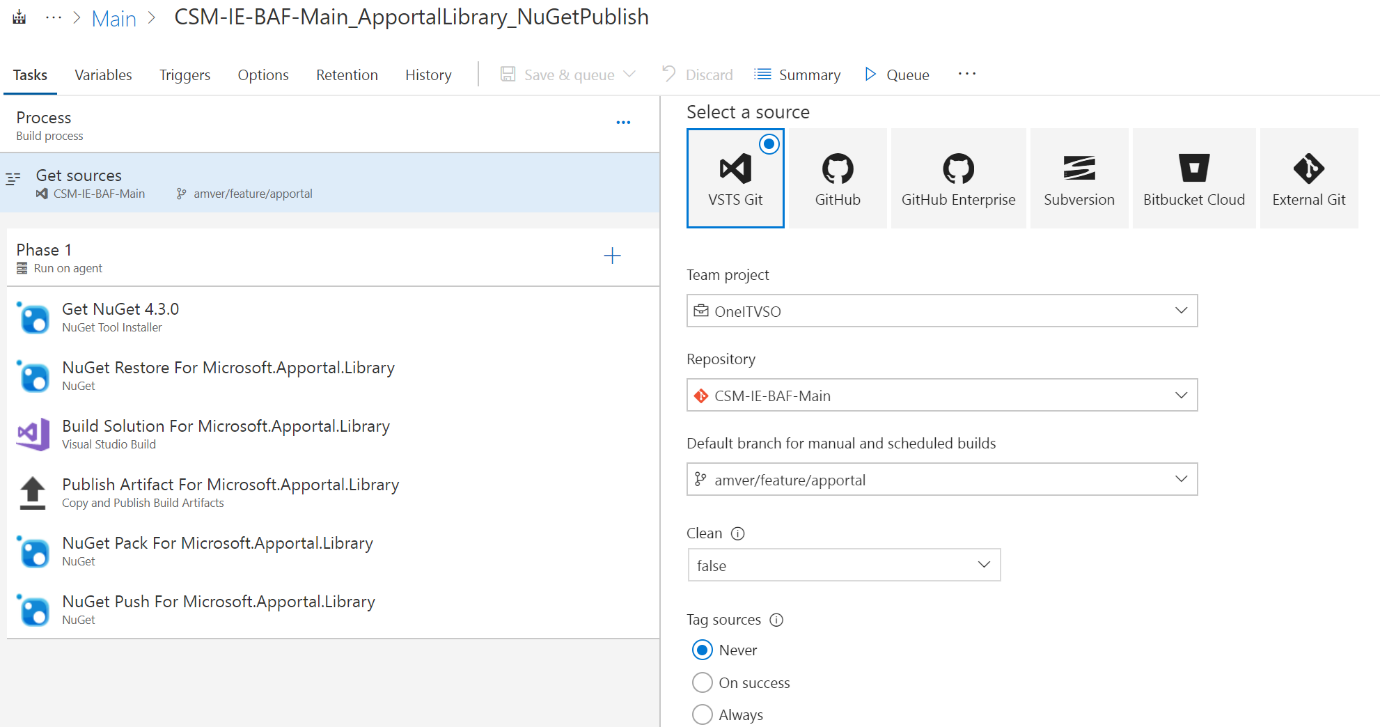 ··· > Main > CSM-IE-BAF-Main_ApportalLibrary_NuGetPublish
Tasks Variables Triggers Options Retention History Save & queue Discard Summary Queue ···
Process
Build process
Get sources
CSM-IE-BAF-Main amver/feature/apportal
Phase 1
Run on agent
Get NuGet 4.3.0
NuGet Tool Installer
NuGet Restore For Microsoft.Apportal.Library
NuGet
Build Solution For Microsoft.Apportal.Library
Visual Studio Build
Publish Artifact For Microsoft.Apportal.Library
Copy and Publish Build Artifacts
NuGet Pack For Microsoft.Apportal.Library
NuGet
NuGet Push For Microsoft.Apportal.Library
NuGet
Select a source
VSTS Git GitHub GitHub Enterprise Subversion Bitbucket Cloud External Git
Team project
OneITVSO
Repository
CSM-IE-BAF-Main
Default branch for manual and scheduled builds
amver/feature/apportal
Clean
false
Tag sources
Never
On success
Always